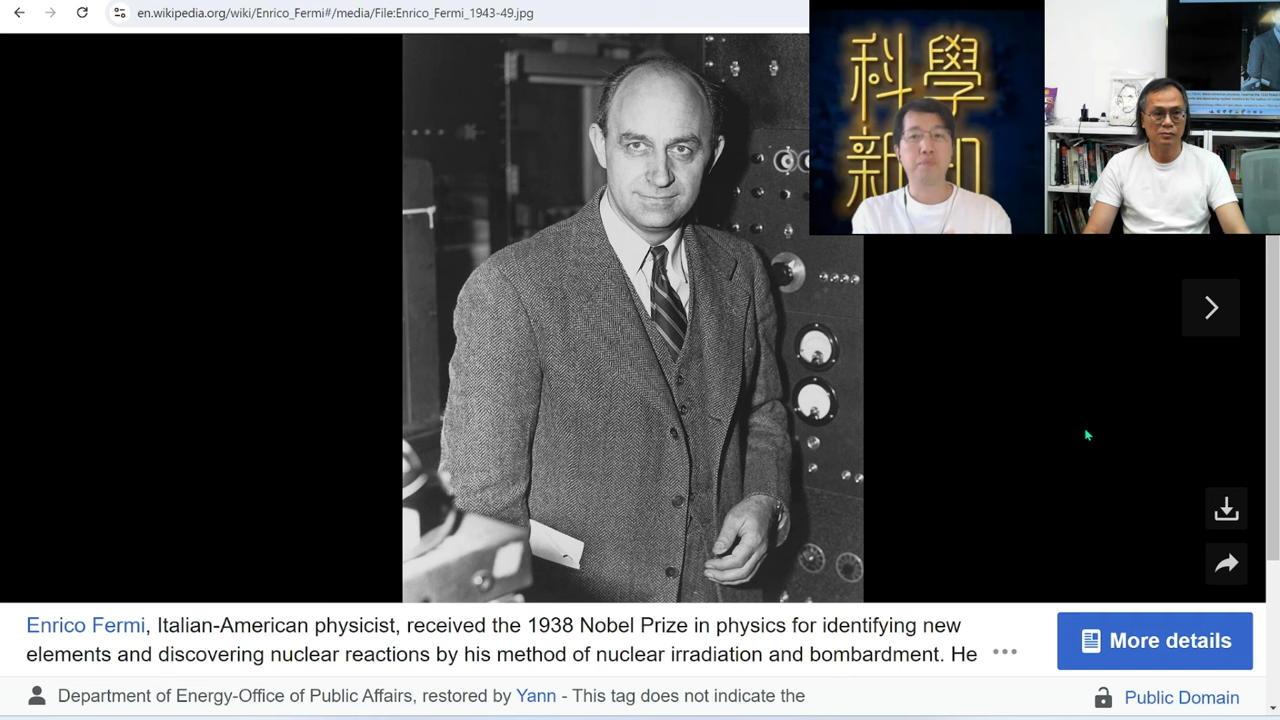 en.wikipedia.org/wiki/Enrico_Fermi#/media/File:Enrico_Fermi_1943-49.jpg
科學
新知
Enrico Fermi, Italian-American physicist, received the 1938 Nobel Prize in physics for identifying new
elements and discovering nuclear reactions by his method of nuclear irradiation and bombardment. He
More details
Department of Energy-Office of Public Affairs, restored by Yann - This tag does not indicate the
Public Domain